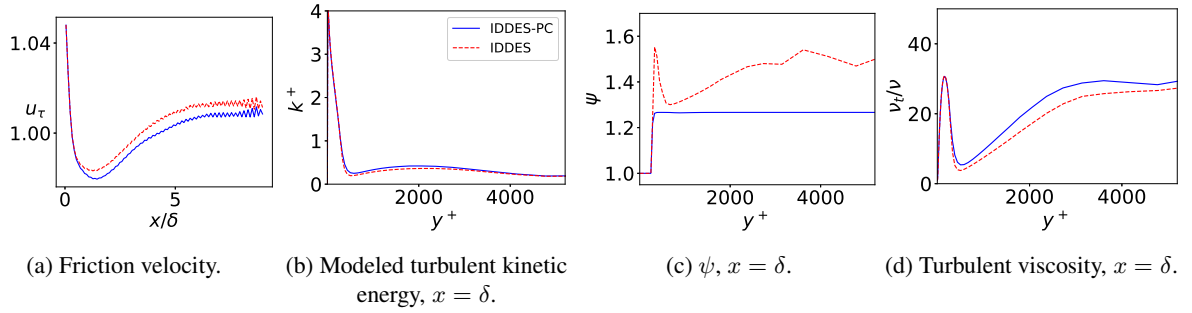 1.04
u_τ
1.00
0
5
x/δ
4
3
2
1
0
k^+
2000
4000
y^+
IDDES-PC
IDDES
1.6
1.4
1.2
1.0
ψ
2000
4000
y^+
40
20
0
ν_t/ν
2000
4000
y^+
(a) Friction velocity.
(b) Modeled turbulent kinetic
energy, x = δ.
(c) ψ, x = δ.
(d) Turbulent viscosity, x = δ.